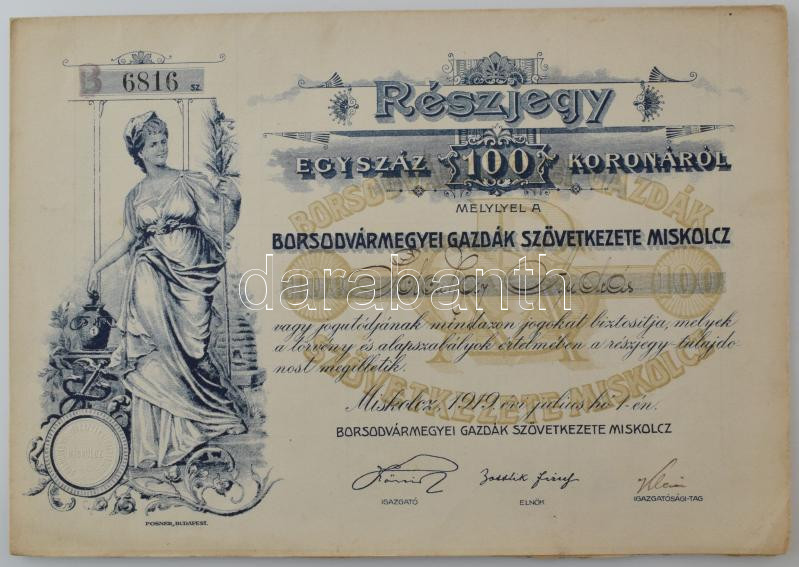 B 6816 SZ.
Részjegy
EGYSZÁZ 100 KORONÁRÓL
MELYLYEL A
BORSODVÁRMEGYEI GAZDÁK SZÖVETKEZETE MISKOLCZ
darabanth
vagy jogutódjának mindazon jogokat biztosítja, melyek
a törvény és alapszabályok értelmében a részjegy-tulajdo-
nost megilletik.
Miskolcz, 1919 évi július hó 1-én.
BORSODVÁRMEGYEI GAZDÁK SZÖVETKEZETE MISKOLCZ
IGAZGATÓ ELNÖK IGAZGATÓSÁGI-TAG
POSNER, BUDAPEST.